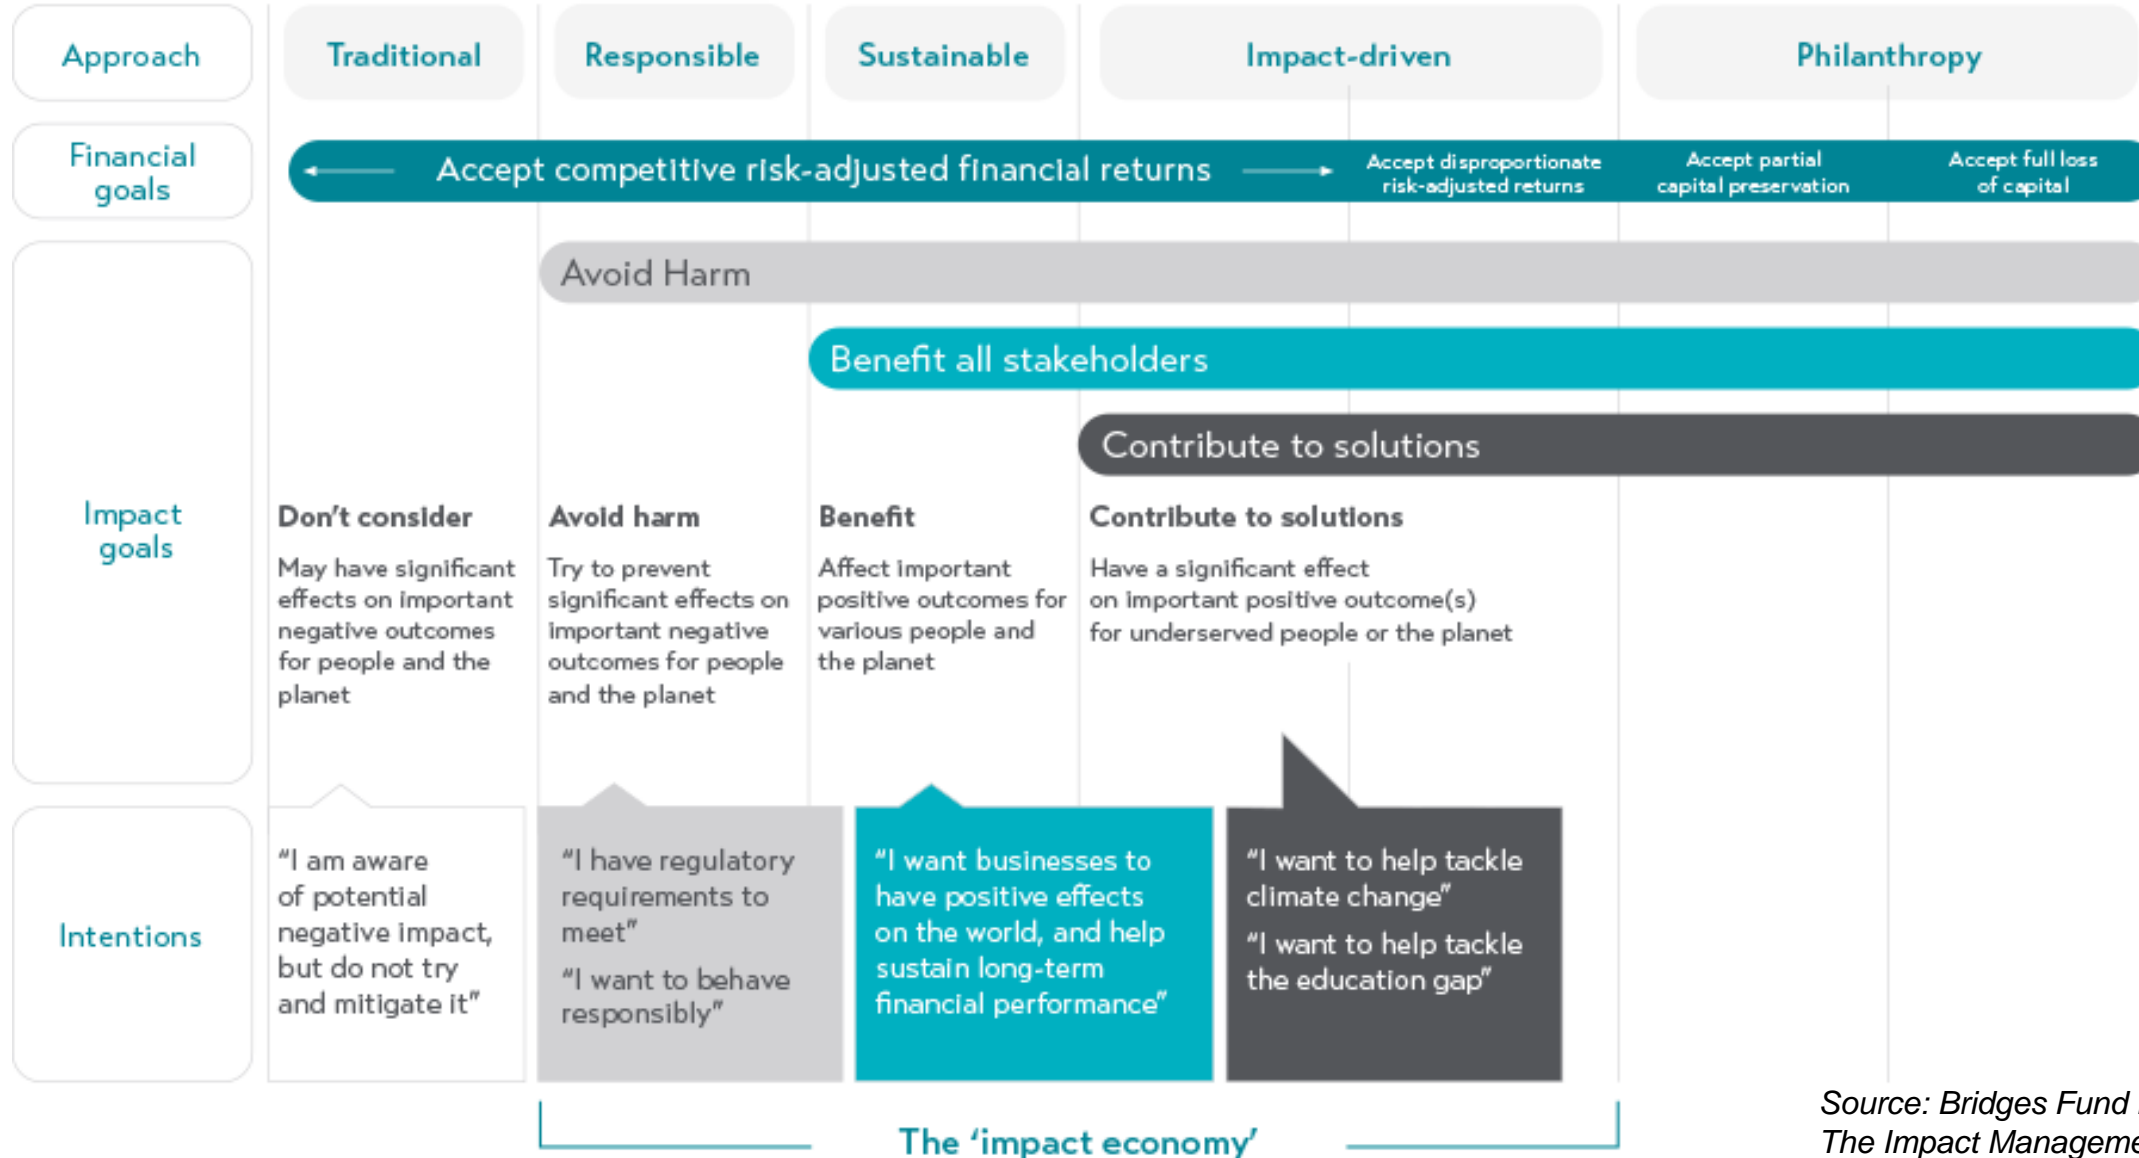 Approach
Traditional
Responsible
Sustainable
Impact-driven
Philanthropy
Financial
goals
Accept competitive risk-adjusted financial returns
Accept disproportionate
risk-adjusted returns
Accept partial
capital preservation
Accept full loss
of capital
Impact
goals
Avoid Harm
Benefit all stakeholders
Contribute to solutions
Don't consider
May have significant
effects on important
negative outcomes
for people and the
planet
Avoid harm
Try to prevent
significant effects on
important negative
outcomes for people
and the planet
Benefit
Affect important
positive outcomes for
various people and
the planet
Contribute to solutions
Have a significant effect
on important positive outcome(s)
for underserved people or the planet
Intentions
“I am aware
of potential
negative impact,
but do not try
and mitigate it”
“I have regulatory
requirements to
meet”
“I want to behave
responsibly”
“I want businesses to
have positive effects
on the world, and help
sustain long-term
financial performance”
“I want to help tackle
climate change”
“I want to help tackle
the education gap”
The ‘impact economy’
Source: Bridges Fund
The Impact